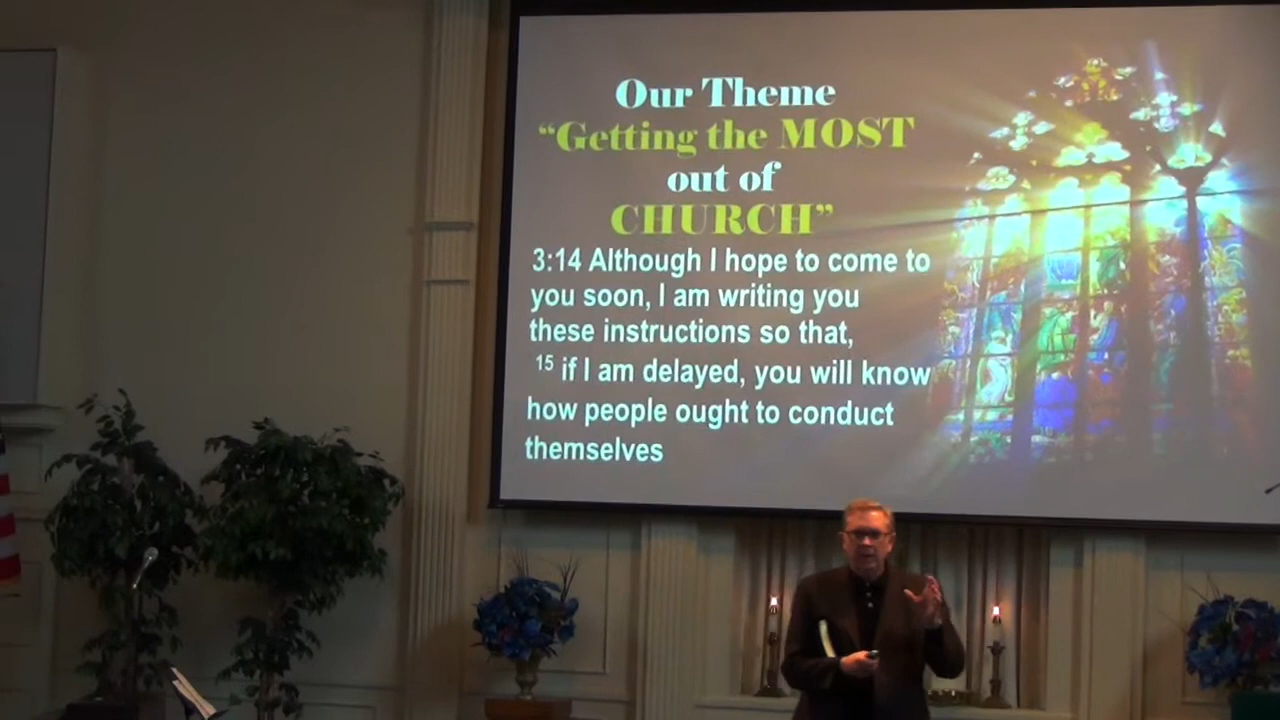 Our Theme
“Getting the MOST
out of
CHURCH”
3:14 Although I hope to come to
you soon, I am writing you
these instructions so that,
15 if I am delayed, you will know
how people ought to conduct
themselves